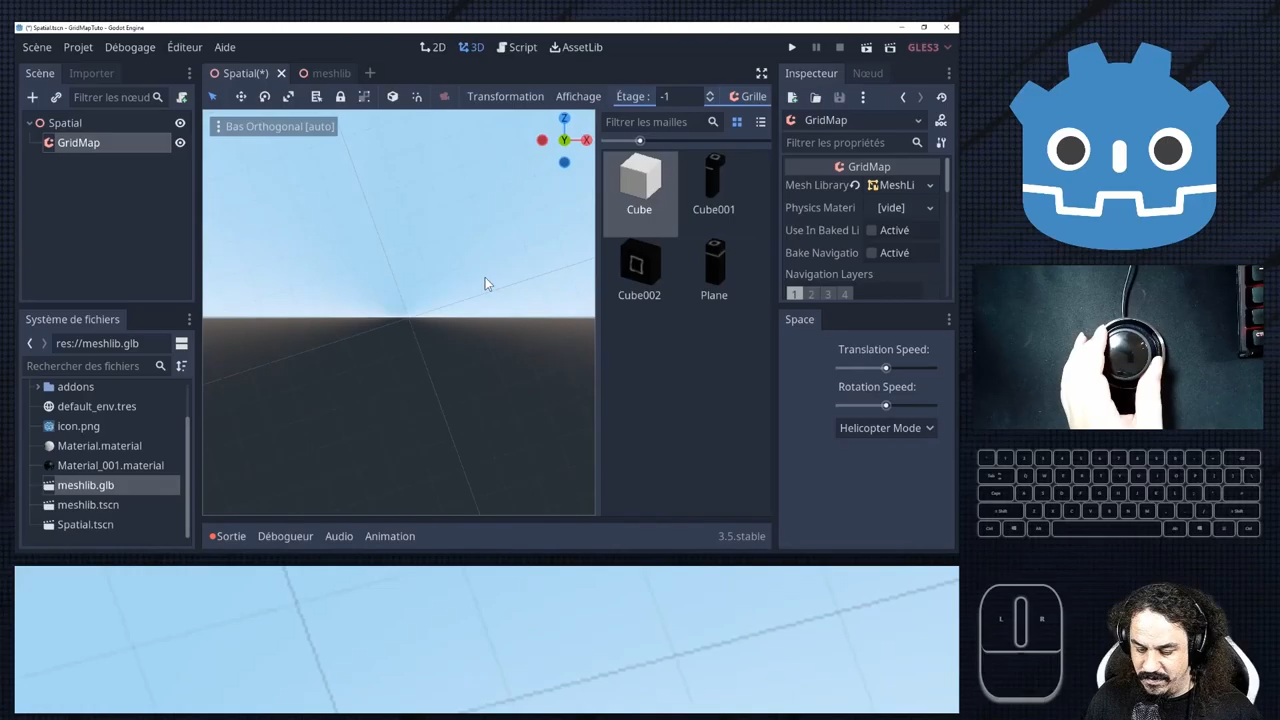 (*) Spatial.tscn - GridMapTuto - Godot Engine
Scène Projet Débogage Éditeur Aide
2D 3D Script AssetLib
GLES3
Scène Importer
Spatial(*) meshlib
Inspecteur Nœud
Filtrer les nœud
Transformation Affichage Étage : -1 Grille
Spatial
GridMap
Bas Orthogonal [auto]
Z
Y X
Filtrer les mailles
Cube Cube001
Cube002 Plane
GridMap
Filtrer les propriétés
GridMap
Mesh Library MeshLi
Physics Materi [vide]
Use In Baked Li Activé
Bake Navigatio Activé
Navigation Layers
1 2 3 4
Système de fichiers
res://meshlib.glb
Rechercher des fichiers
addons
default_env.tres
icon.png
Material.material
Material_001.material
meshlib.glb
meshlib.tscn
Spatial.tscn
Space
Translation Speed:
Rotation Speed:
Helicopter Mode
Sortie Débogueur Audio Animation 3.5.stable
L R